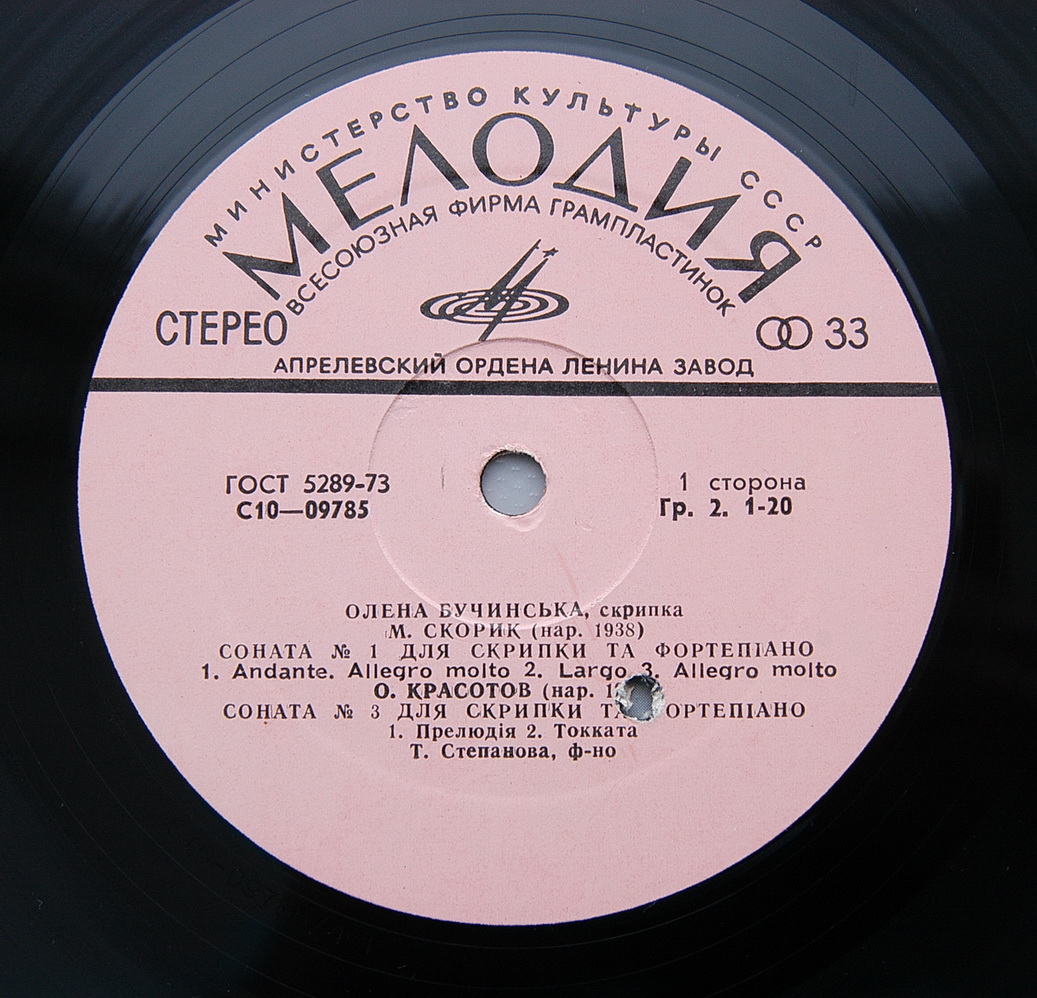 МИНИСТЕРСТВО КУЛЬТУРЫ СССР
МЕЛОДИЯ
ВСЕСОЮЗНАЯ ФИРМА ГРАМПЛАСТИНОК
СТЕРЕО
33
АПРЕЛЕВСКИЙ ОРДЕНА ЛЕНИНА ЗАВОД
ГОСТ 5289-73
С10—09785
1 сторона
Гр. 2. 1-20
ОЛЕНА БУЧИНСЬКА, скрипка
М. СКОРИК (нар. 1938)
СОНАТА № 1 ДЛЯ СКРИПКИ ТА ФОРТЕПІАНО
1. Andante. Allegro molto 2. Largo 3. Allegro molto
О. КРАСОТОВ (нар.
СОНАТА № 3 ДЛЯ СКРИПКИ ТА ФОРТЕПІАНО
1. Прелюдія 2. Токката
Т. Степанова, ф-но